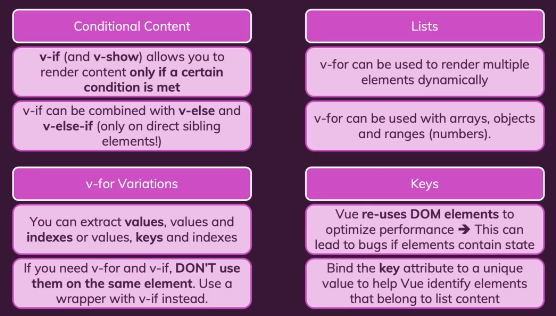 Conditional Content
v-if (and v-show) allows you to
render content only if a certain
condition is met
v-if can be combined with v-else and
v-else-if (only on direct sibling
elements!)
Lists
v-for can be used to render multiple
elements dynamically
v-for can be used with arrays, objects
and ranges (numbers).
v-for Variations
You can extract values, values and
indexes or values, keys and indexes
If you need v-for and v-if, DON'T use
them on the same element. Use a
wrapper with v-if instead.
Keys
Vue re-uses DOM elements to
optimize performance ➔ This can
lead to bugs if elements contain state
Bind the key attribute to a unique
value to help Vue identify elements
that belong to list content